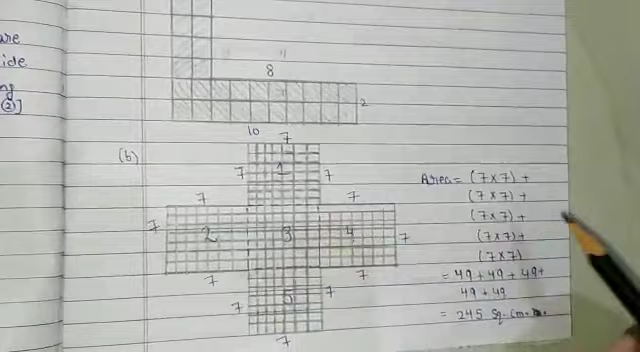 are
ide
ng
(2)]
8
2
10
(b)
7
7 1 7
7 7
7 2 3 4 7
7 7
7 5 7
7
Area = (7×7) +
(7×7) +
(7×7) +
(7×7) +
(7×7)
= 49 + 49 + 49+
49 + 49
= 245 sq. cm.